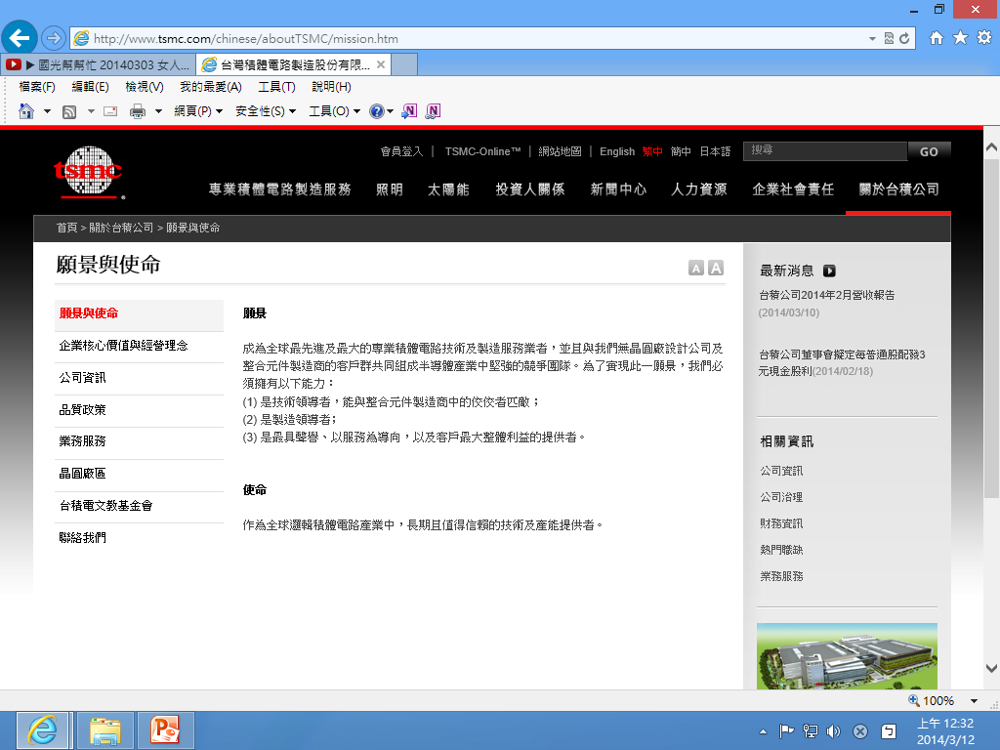 http://www.tsmc.com/chinese/aboutTSMC/mission.htm
▶ 國光幫幫忙 20140303 女人...
台灣積體電路製造股份有限...
檔案(F) 編輯(E) 檢視(V) 我的最愛(A) 工具(T) 說明(H)
網頁(P) 安全性(S) 工具(O)
會員登入 | TSMC-Online™ | 網站地圖 | English 繁中 簡中 日本語 搜尋 GO
tsmc
專業積體電路製造服務 照明 太陽能 投資人關係 新聞中心 人力資源 企業社會責任 關於台積公司
首頁 > 關於台積公司 > 願景與使命
願景與使命
A A
願景與使命
企業核心價值與經營理念
公司資訊
品質政策
業務服務
晶圓廠區
台積電文教基金會
聯絡我們
願景
成為全球最先進及最大的專業積體電路技術及製造服務業者，並且與我們無晶圓廠設計公司及
整合元件製造商的客戶群共同組成半導體產業中堅強的競爭團隊。為了實現此一願景，我們必
須擁有以下能力：
(1) 是技術領導者，能與整合元件製造商中的佼佼者匹敵；
(2) 是製造領導者；
(3) 是最具聲譽、以服務為導向，以及客戶最大整體利益的提供者。
使命
作為全球邏輯積體電路產業中，長期且值得信賴的技術及產能提供者。
最新消息
台積公司2014年2月營收報告
(2014/03/10)
台積公司董事會擬定每普通股配發3
元現金股利(2014/02/18)
相關資訊
公司資訊
公司治理
財務資訊
熱門職缺
業務服務
100%
上午 12:32
2014/3/12